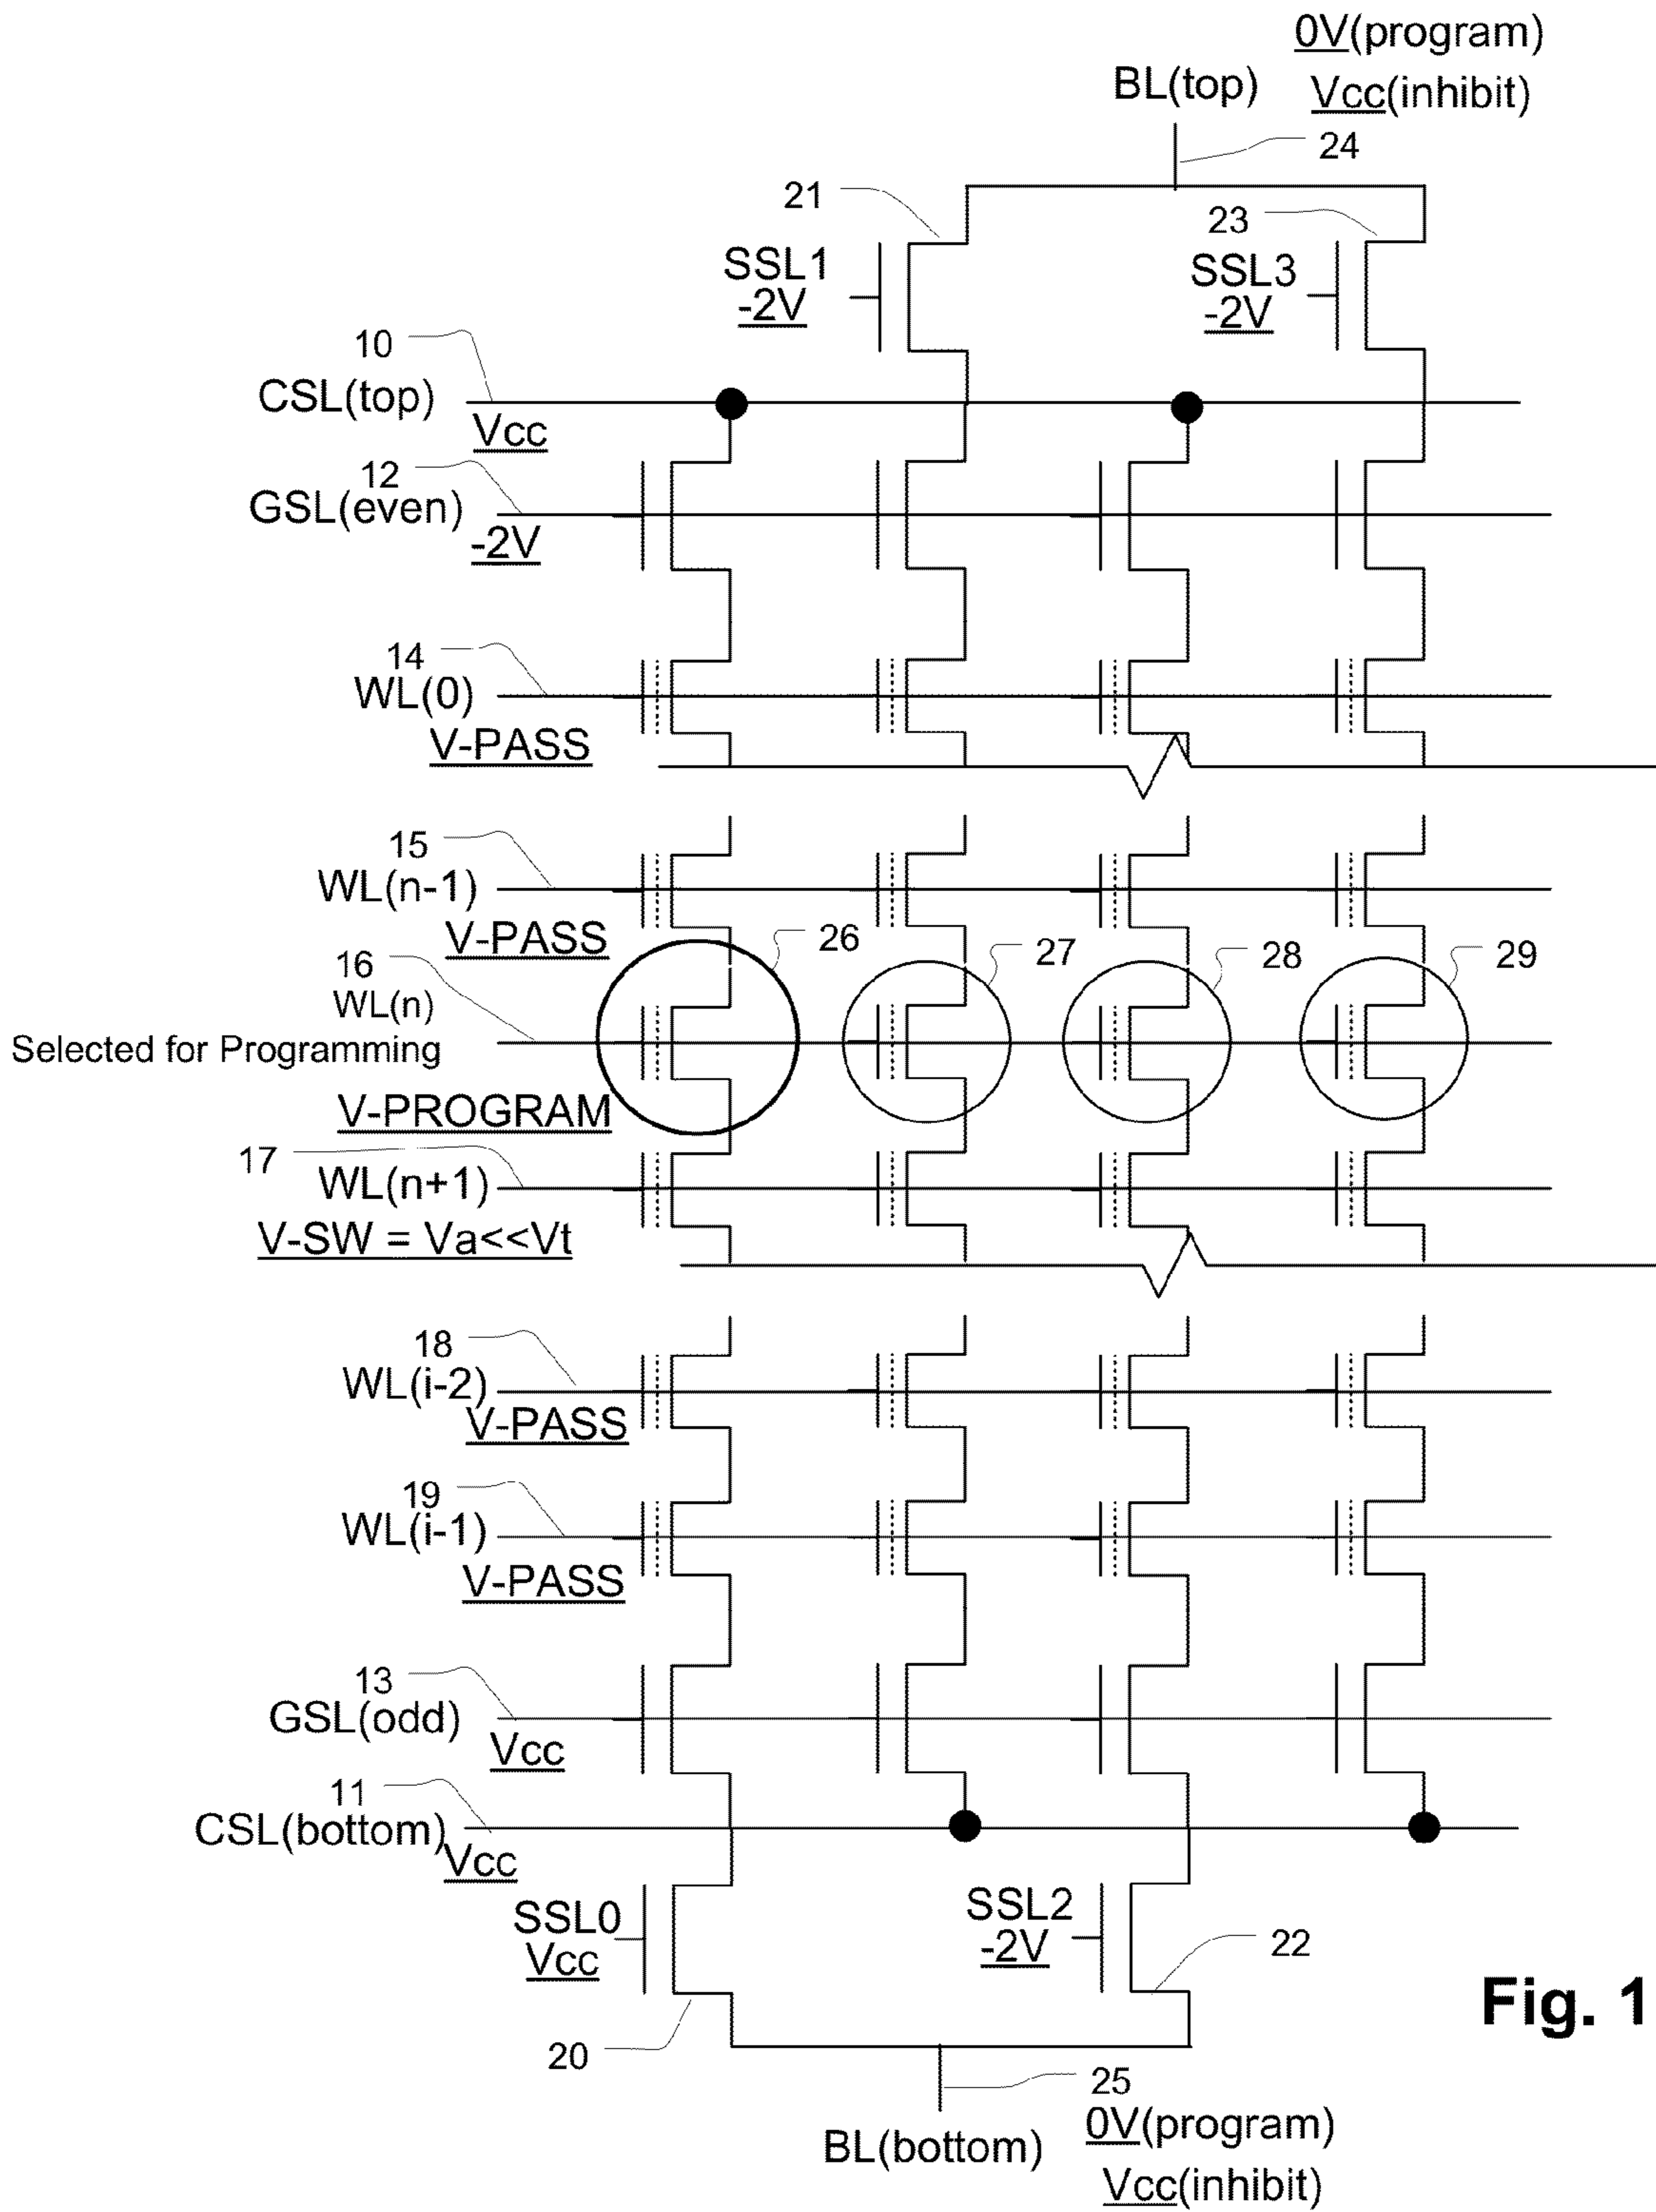 0V(program)
BL(top)
Vcc(inhibit)
24
21
23
SSL1
-2V
SSL3
-2V
10
CSL(top)
Vcc
12
GSL(even)
-2V
14
WL(0)
V-PASS
15
WL(n-1)
V-PASS
26
27
28
29
16
WL(n)
Selected for Programming
V-PROGRAM
17
WL(n+1)
V-SW = Va<<Vt
18
WL(i-2)
V-PASS
19
WL(i-1)
V-PASS
13
GSL(odd)
Vcc
11
CSL(bottom)
Vcc
SSL0
Vcc
SSL2
-2V
22
Fig. 1
20
25
BL(bottom)
0V(program)
Vcc(inhibit)